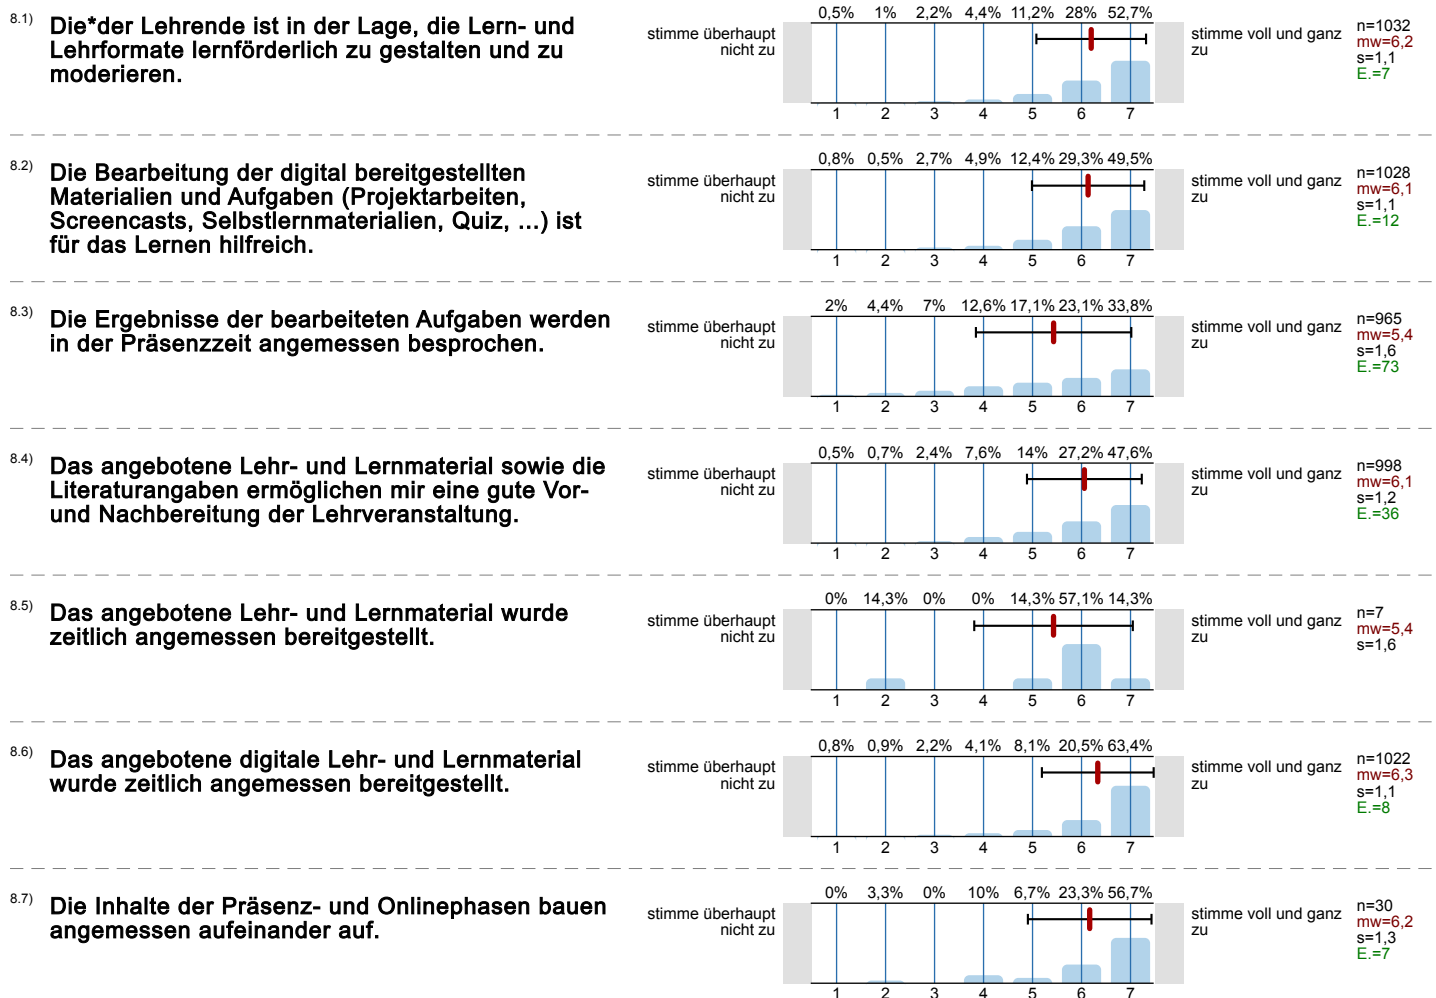 8.1) Die*der Lehrende ist in der Lage, die Lern- und
Lehrformate lernförderlich zu gestalten und zu
moderieren.
stimme überhaupt
nicht zu
0,5% 1% 2,2% 4,4% 11,2% 28% 52,7%
1 2 3 4 5 6 7
stimme voll und ganz
zu
n=1032
mw=6,2
s=1,1
E.=7
8.2) Die Bearbeitung der digital bereitgestellten
Materialien und Aufgaben (Projektarbeiten,
Screencasts, Selbstlernmaterialien, Quiz, ...) ist
für das Lernen hilfreich.
stimme überhaupt
nicht zu
0,8% 0,5% 2,7% 4,9% 12,4% 29,3% 49,5%
1 2 3 4 5 6 7
stimme voll und ganz
zu
n=1028
mw=6,1
s=1,1
E.=12
8.3) Die Ergebnisse der bearbeiteten Aufgaben werden
in der Präsenzzeit angemessen besprochen.
stimme überhaupt
nicht zu
2% 4,4% 7% 12,6% 17,1% 23,1% 33,8%
1 2 3 4 5 6 7
stimme voll und ganz
zu
n=965
mw=5,4
s=1,6
E.=73
8.4) Das angebotene Lehr- und Lernmaterial sowie die
Literaturangaben ermöglichen mir eine gute Vor-
und Nachbereitung der Lehrveranstaltung.
stimme überhaupt
nicht zu
0,5% 0,7% 2,4% 7,6% 14% 27,2% 47,6%
1 2 3 4 5 6 7
stimme voll und ganz
zu
n=998
mw=6,1
s=1,2
E.=36
8.5) Das angebotene Lehr- und Lernmaterial wurde
zeitlich angemessen bereitgestellt.
stimme überhaupt
nicht zu
0% 14,3% 0% 0% 14,3% 57,1% 14,3%
1 2 3 4 5 6 7
stimme voll und ganz
zu
n=7
mw=5,4
s=1,6
8.6) Das angebotene digitale Lehr- und Lernmaterial
wurde zeitlich angemessen bereitgestellt.
stimme überhaupt
nicht zu
0,8% 0,9% 2,2% 4,1% 8,1% 20,5% 63,4%
1 2 3 4 5 6 7
stimme voll und ganz
zu
n=1022
mw=6,3
s=1,1
E.=8
8.7) Die Inhalte der Präsenz- und Onlinephasen bauen
angemessen aufeinander auf.
stimme überhaupt
nicht zu
0% 3,3% 0% 10% 6,7% 23,3% 56,7%
1 2 3 4 5 6 7
stimme voll und ganz
zu
n=30
mw=6,2
s=1,3
E.=7